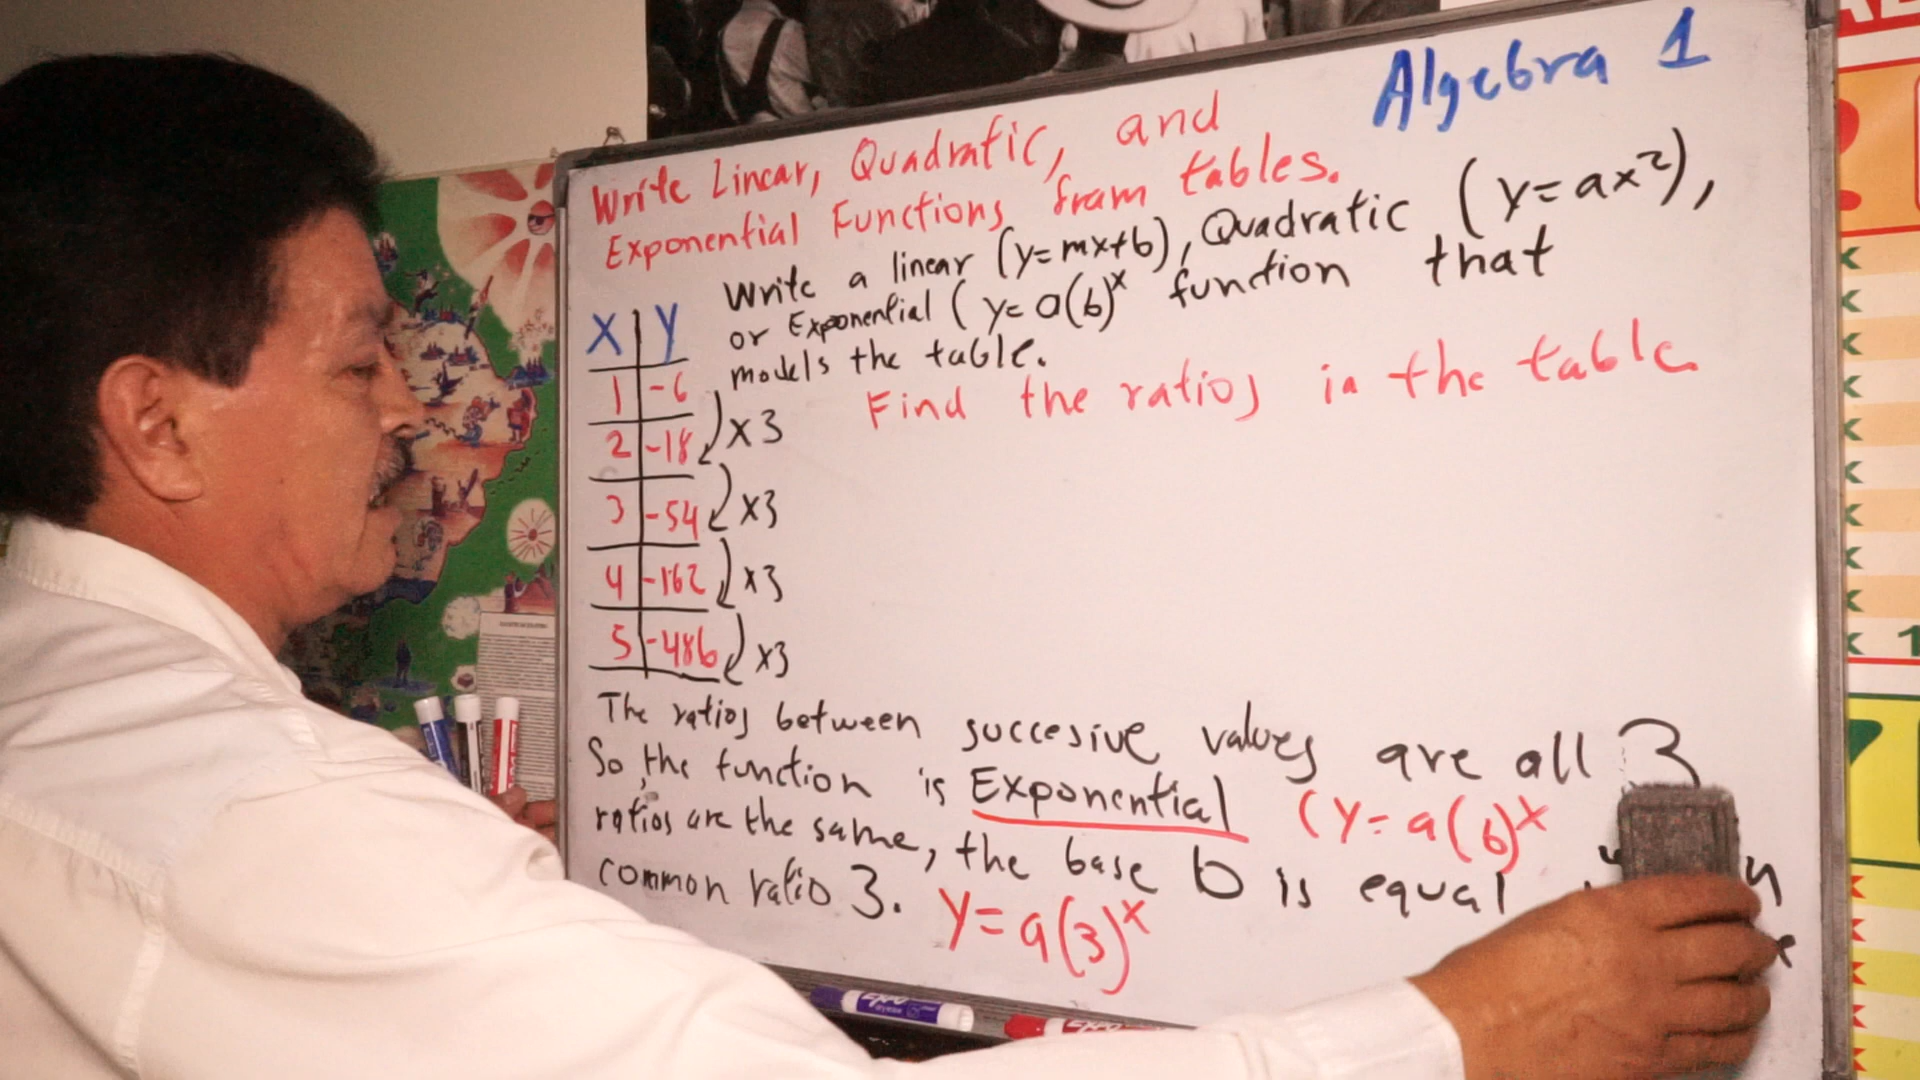 Algebra 1
Write Linear, Quadratic, and
Exponential Functions from tables.
Write a linear (y=mx+b), Quadratic (y=ax²),
or Exponential (y=a(b)ˣ function that
models the table.
Find the ratios in the table
X Y
1 -6
x3
2 -18
x3
3 -54
x3
4 -162
x3
5 -486
The ratios between succesive values are all 3
So, the function is Exponential (y=a(b)ˣ
ratios are the same, the base b is equal
common ratio 3. y=a(3)ˣ
EXPO
EXPO